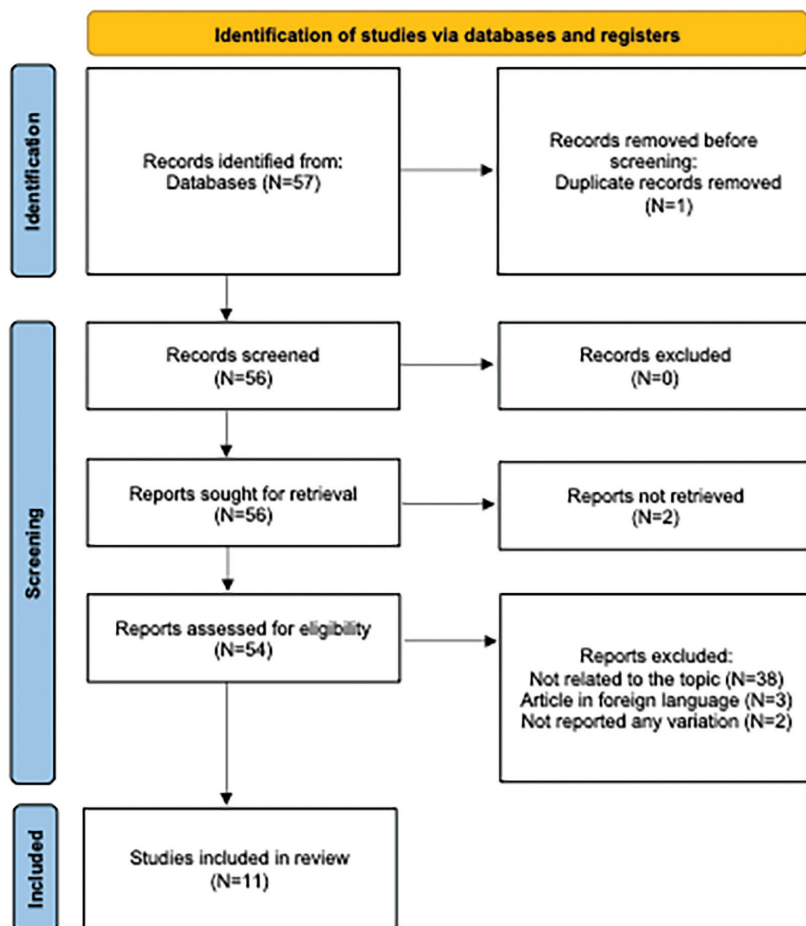 Identification of studies via databases and registers
Identification
Records identified from:
Databases (N=57)
Records removed before
screening:
Duplicate records removed
(N=1)
Screening
Records screened
(N=56)
Records excluded
(N=0)
Reports sought for retrieval
(N=56)
Reports not retrieved
(N=2)
Reports assessed for eligibility
(N=54)
Reports excluded:
Not related to the topic (N=38)
Article in foreign language (N=3)
Not reported any variation (N=2)
Included
Studies included in review
(N=11)